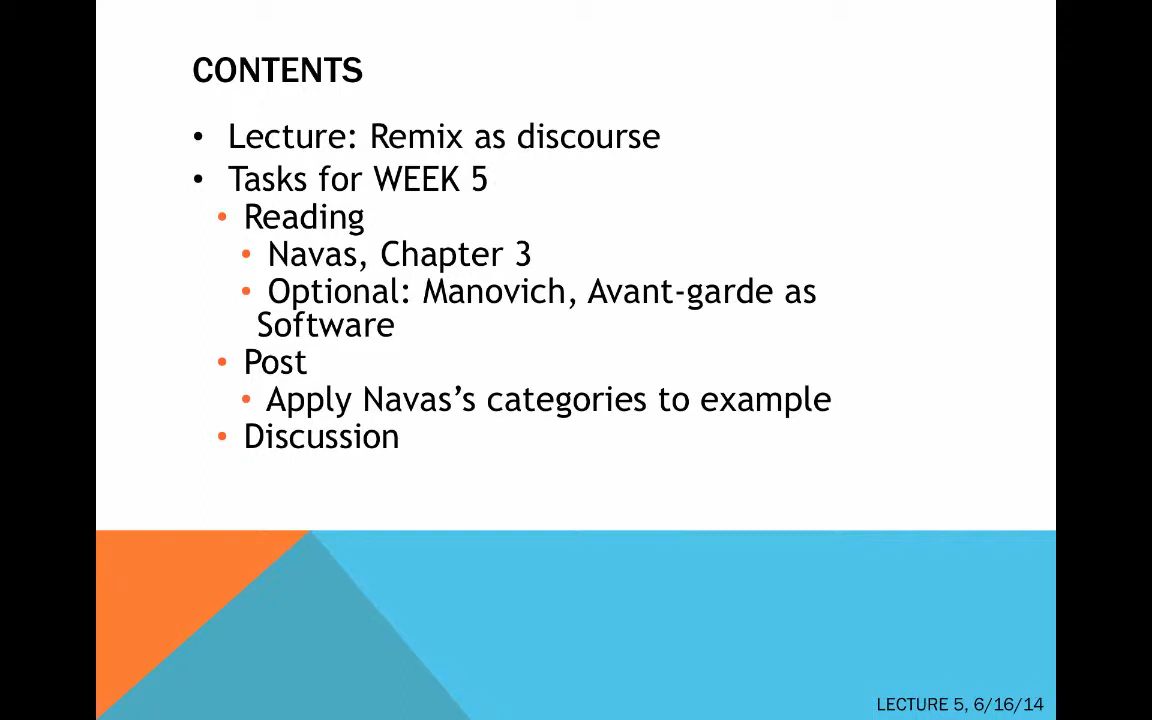 CONTENTS
• Lecture: Remix as discourse
• Tasks for WEEK 5
• Reading
• Navas, Chapter 3
• Optional: Manovich, Avant-garde as
Software
• Post
• Apply Navas’s categories to example
• Discussion
LECTURE 5, 6/16/14